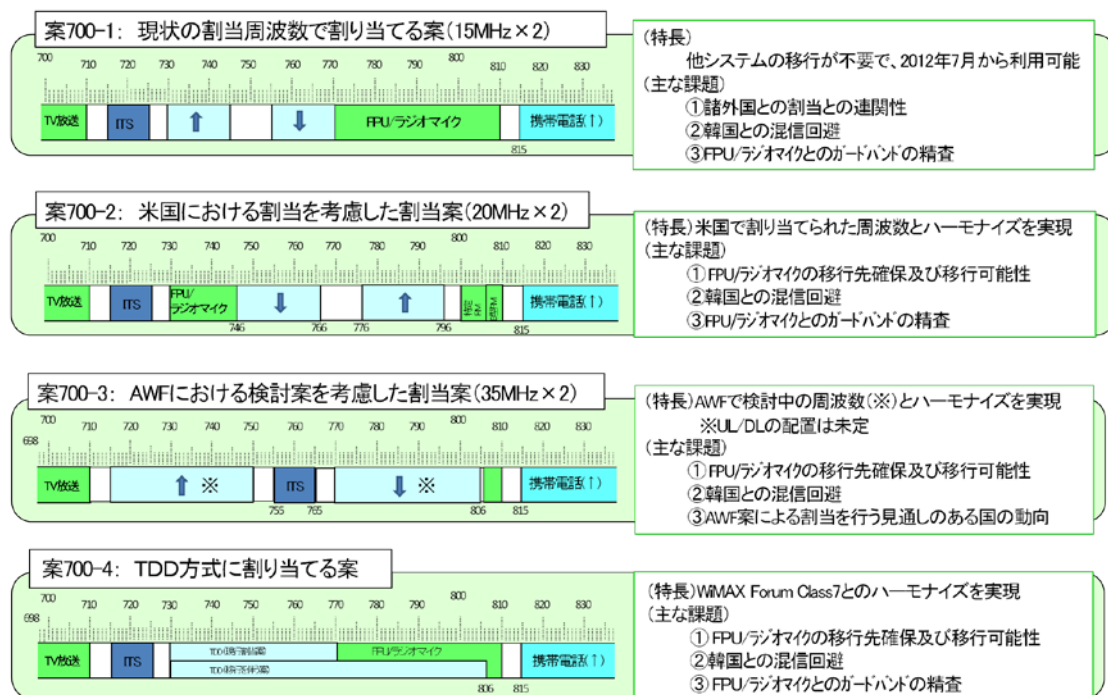 案700-1： 現状の割当周波数で割り当てる案（15MHz×2）
700 710 720 730 740 750 760 770 780 790 800 810 820 830
TV放送 ITS ↑ ↓ FPU/ラジオマイク 携帯電話(↑)
815
(特長)
他システムの移行が不要で、2012年7月から利用可能
(主な課題)
①諸外国との割当との連関性
②韓国との混信回避
③FPU/ラジオマイクとのガードバンドの精査
案700-2： 米国における割当を考慮した割当案（20MHz×2）
700 710 720 730 740 750 760 770 780 790 800 810 820 830
TV放送 ITS FPU/
ラジオマイク ↓ ↑ 携帯電話(↑)
746 766 776 796 815
(特長)米国で割り当てられた周波数とハーモナイズを実現
(主な課題)
①FPU/ラジオマイクの移行先確保及び移行可能性
②韓国との混信回避
③FPU/ラジオマイクとのガードバンドの精査
案700-3： AWFにおける検討案を考慮した割当案（35MHz×2）
700 710 720 730 740 750 760 770 780 790 800 810 820 830
698
TV放送 ↑ ※ ITS ↓ ※ 携帯電話(↑)
755 765 806 815
(特長)AWFで検討中の周波数(※)とハーモナイズを実現
※UL/DLの配置は未定
(主な課題)
①FPU/ラジオマイクの移行先確保及び移行可能性
②韓国との混信回避
③AWF案による割当を行う見通しのある国の動向
案700-4： TDD方式に割り当てる案
700 710 720 730 740 750 760 770 780 790 800 810 820 830
698
TV放送 ITS FPU/ラジオマイク 携帯電話(↑)
806 815
(特長)WiMAX Forum Class7とのハーモナイズを実現
(主な課題)
①FPU/ラジオマイクの移行先確保及び移行可能性
②韓国との混信回避
③FPU/ラジオマイクとのガードバンドの精査